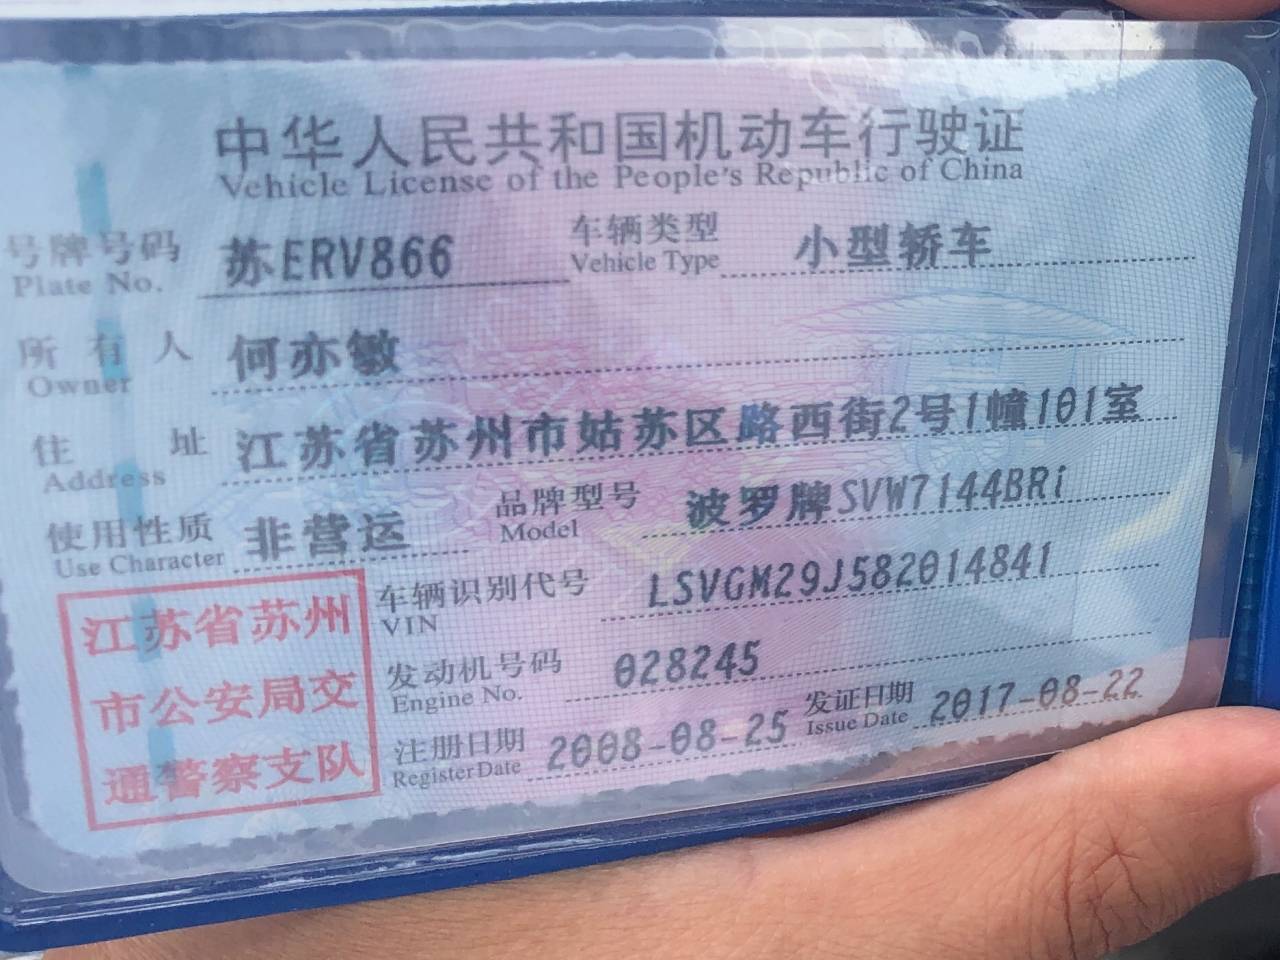 中华人民共和国机动车行驶证
Vehicle License of the People's Republic of China
号牌号码 苏ERV866 车辆类型 小型轿车
Plate No. Vehicle Type
所有人 何亦敏
Owner
住址 江苏省苏州市姑苏区路西街2号1幢101室
Address
使用性质 非营运 品牌型号 波罗牌SVW7144BRi
Use Character Model
江苏省苏州
市公安局交
通警察支队
车辆识别代号 LSVGM29J582014841
VIN
发动机号码 028245
Engine No.
注册日期 2008-08-25 发证日期 2017-08-22
Register Date Issue Date